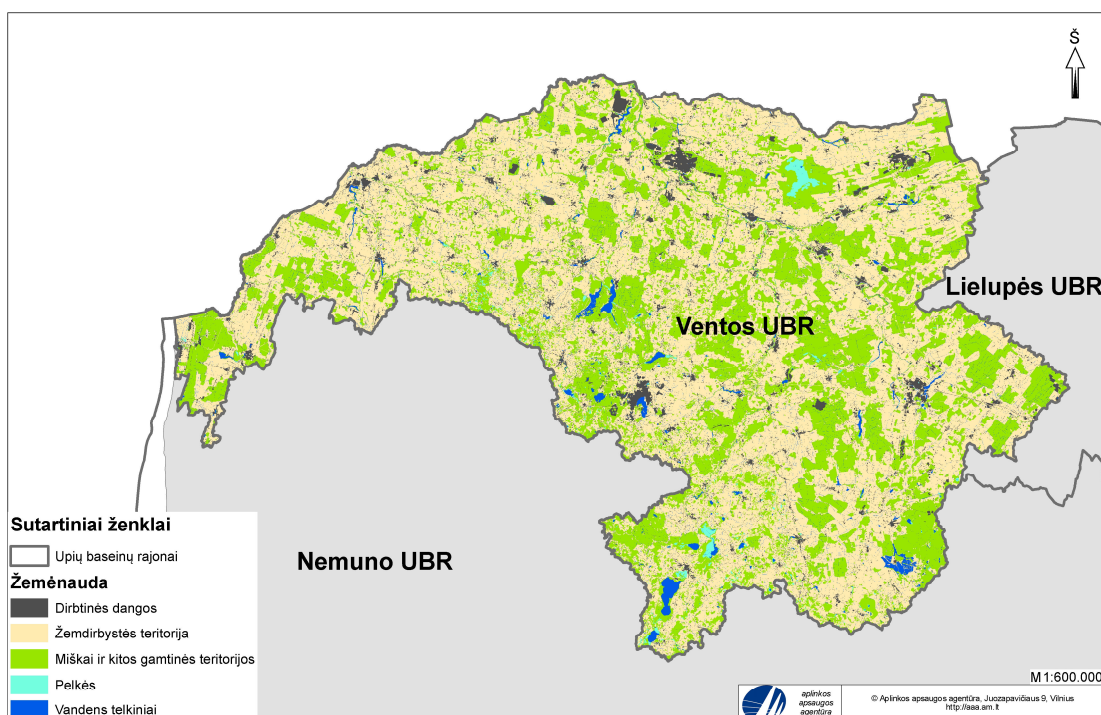 Š
Lielupės UBR
Ventos UBR
Nemuno UBR
Sutartiniai ženklai
Upių baseinų rajonai
Žemėnauda
Dirbtinės dangos
Žemdirbystės teritorija
Miškai ir kitos gamtinės teritorijos
Pelkės
Vandens telkiniai
M 1:600.000
aplinkos
apsaugos
agentūra
© Aplinkos apsaugos agentūra, Juozapavičiaus 9, Vilnius
http://aaa.am.lt